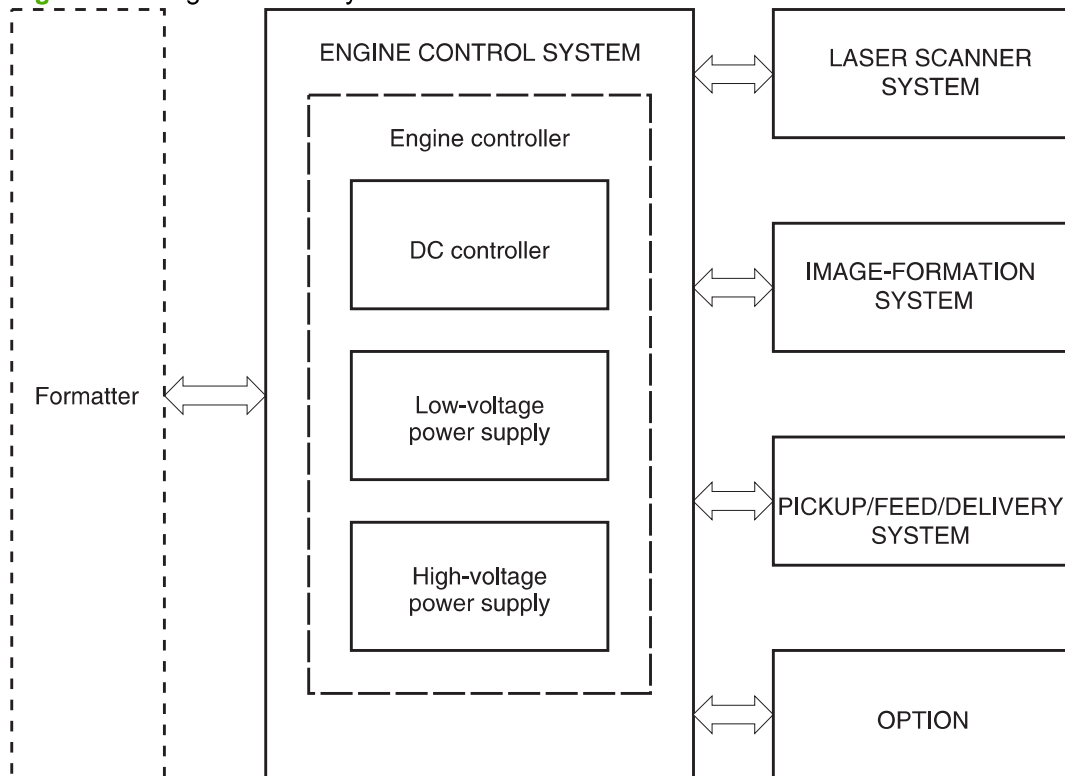 ENGINE CONTROL SYSTEM
Engine controller
DC controller
Low-voltage
power supply
High-voltage
power supply
Formatter
LASER SCANNER
SYSTEM
IMAGE-FORMATION
SYSTEM
PICKUP/FEED/DELIVERY
SYSTEM
OPTION